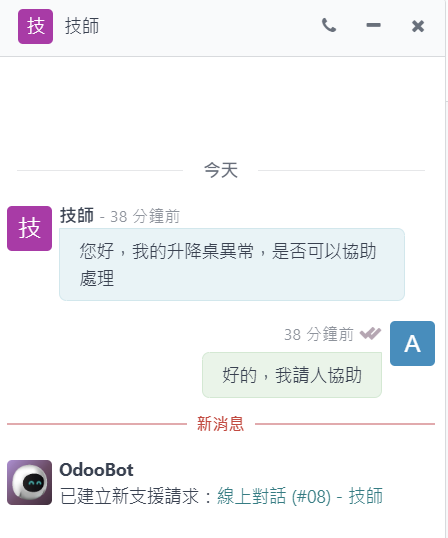 技 技師
今天
技 技師 - 38 分鐘前
您好，我的升降桌異常，是否可以協助
處理
38 分鐘前
A
好的，我請人協助
新消息
OdooBot
已建立新支援請求：線上對話 (#08) - 技師